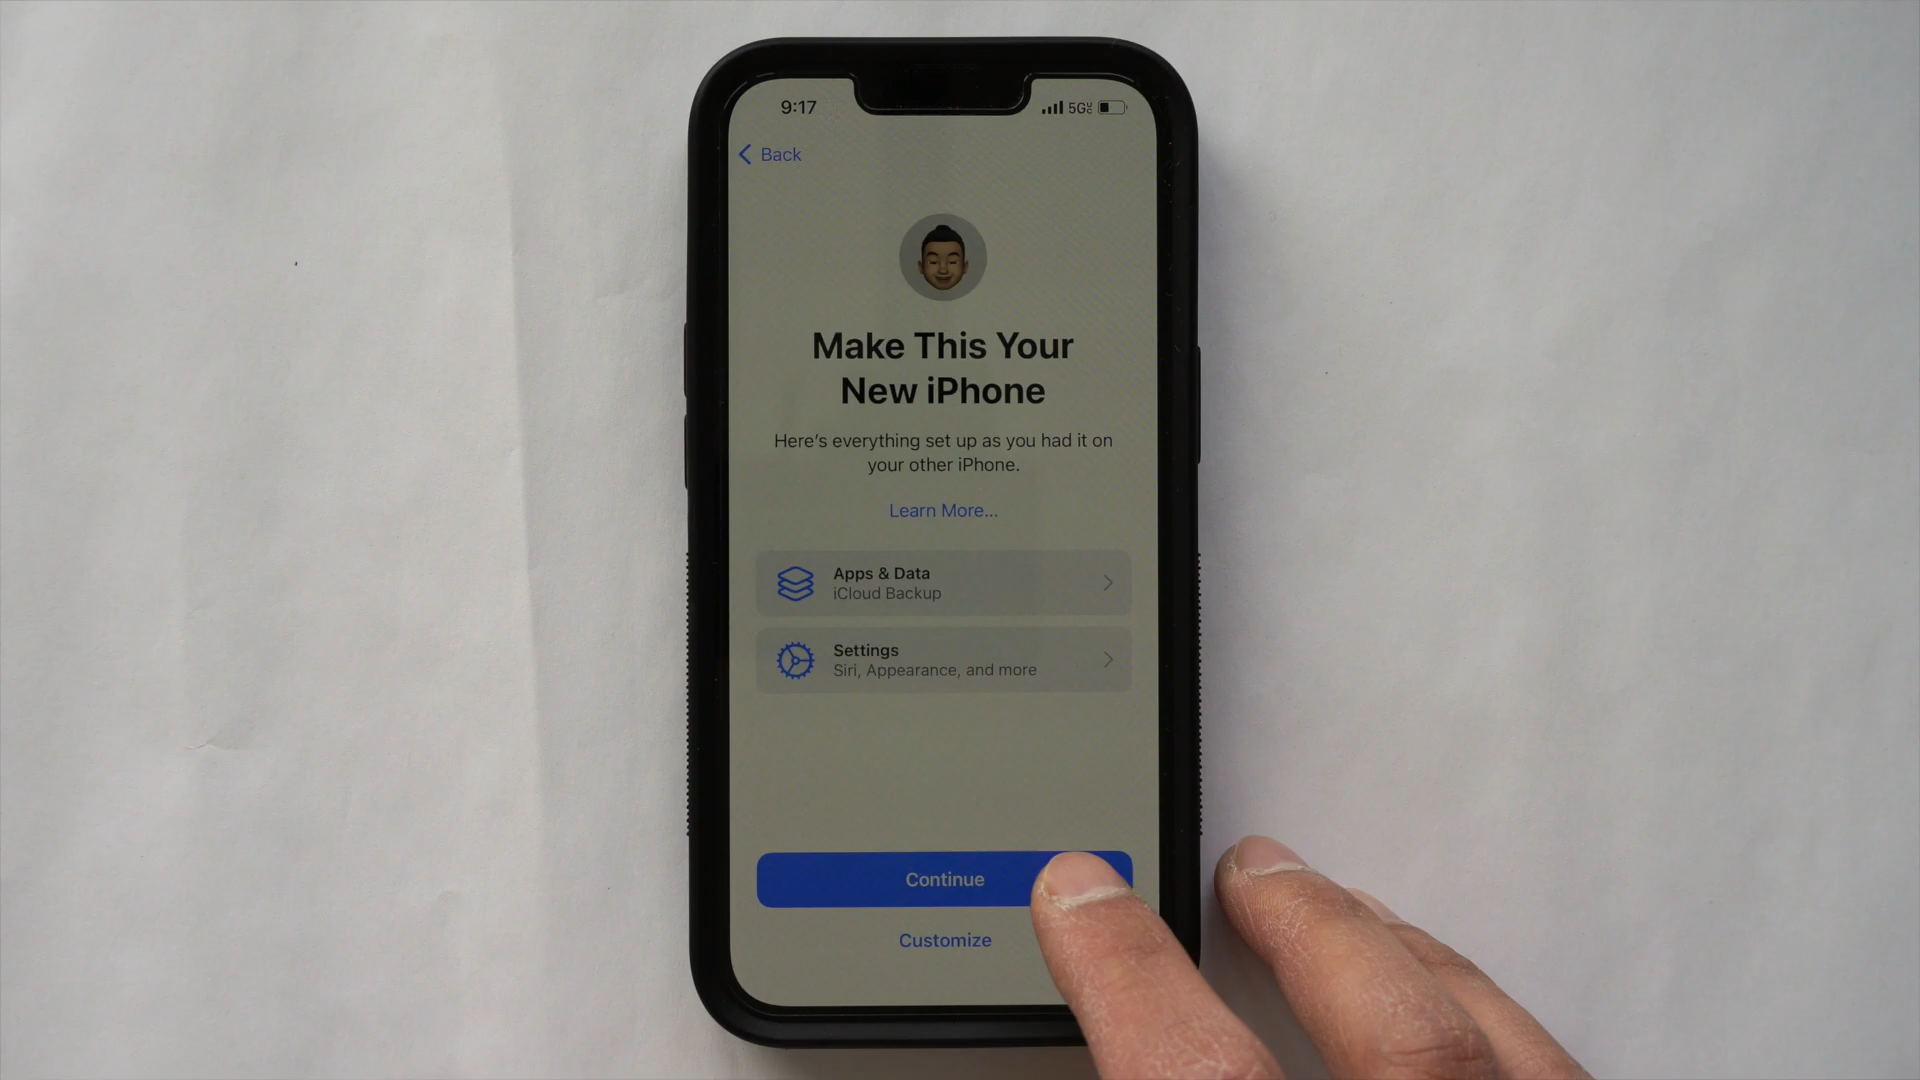 9:17
5G UC
Back
Make This Your
New iPhone
Here's everything set up as you had it on
your other iPhone.
Learn More...
Apps & Data
iCloud Backup
Settings
Siri, Appearance, and more
Continue
Customize